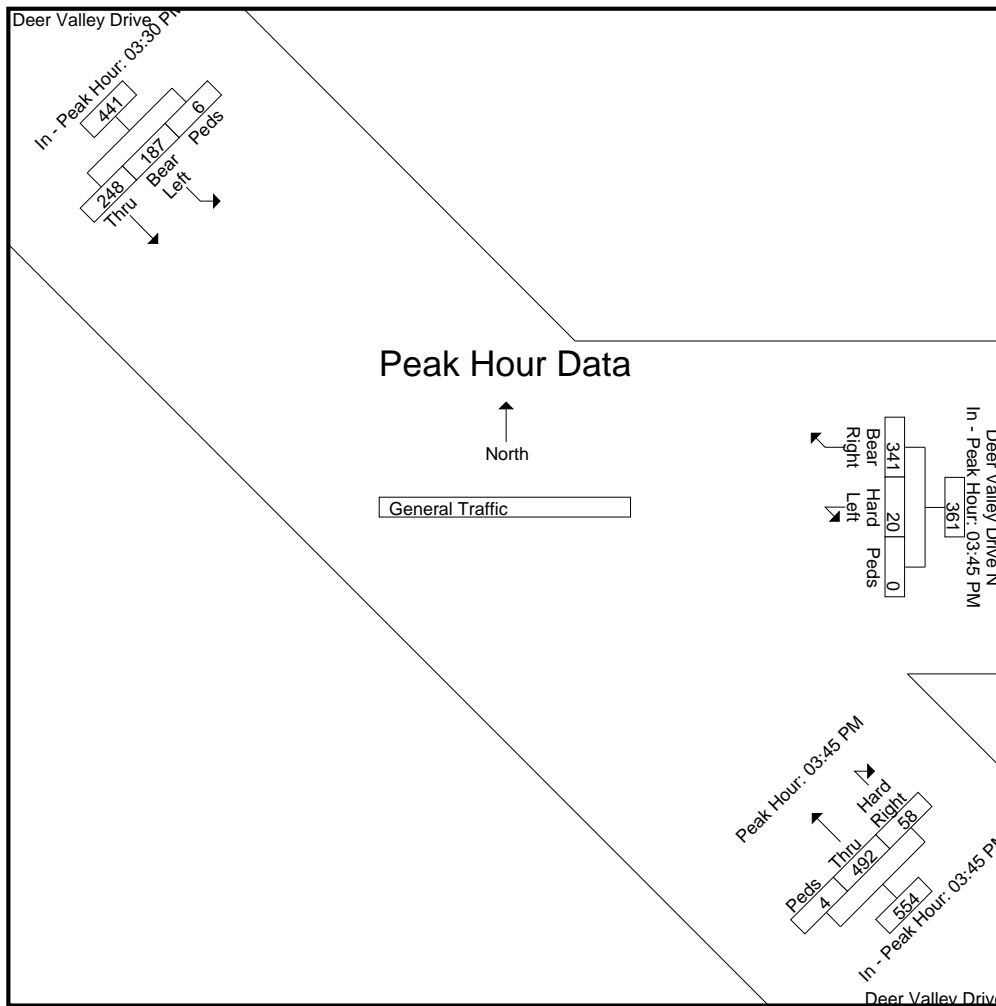 Deer Valley Drive
In - Peak Hour: 03:30 PM
441
248 187 6
Thru
Bear
Left
Peds
Peak Hour Data
North
General Traffic
Deer Valley Drive N
In - Peak Hour: 03:45 PM
361
341 20 0
Bear
Right
Hard
Left
Peds
Peak Hour: 03:45 PM
Hard
Right
Thru
Peds
4 492 58
554
In - Peak Hour: 03:45 PM
Deer Valley Drive